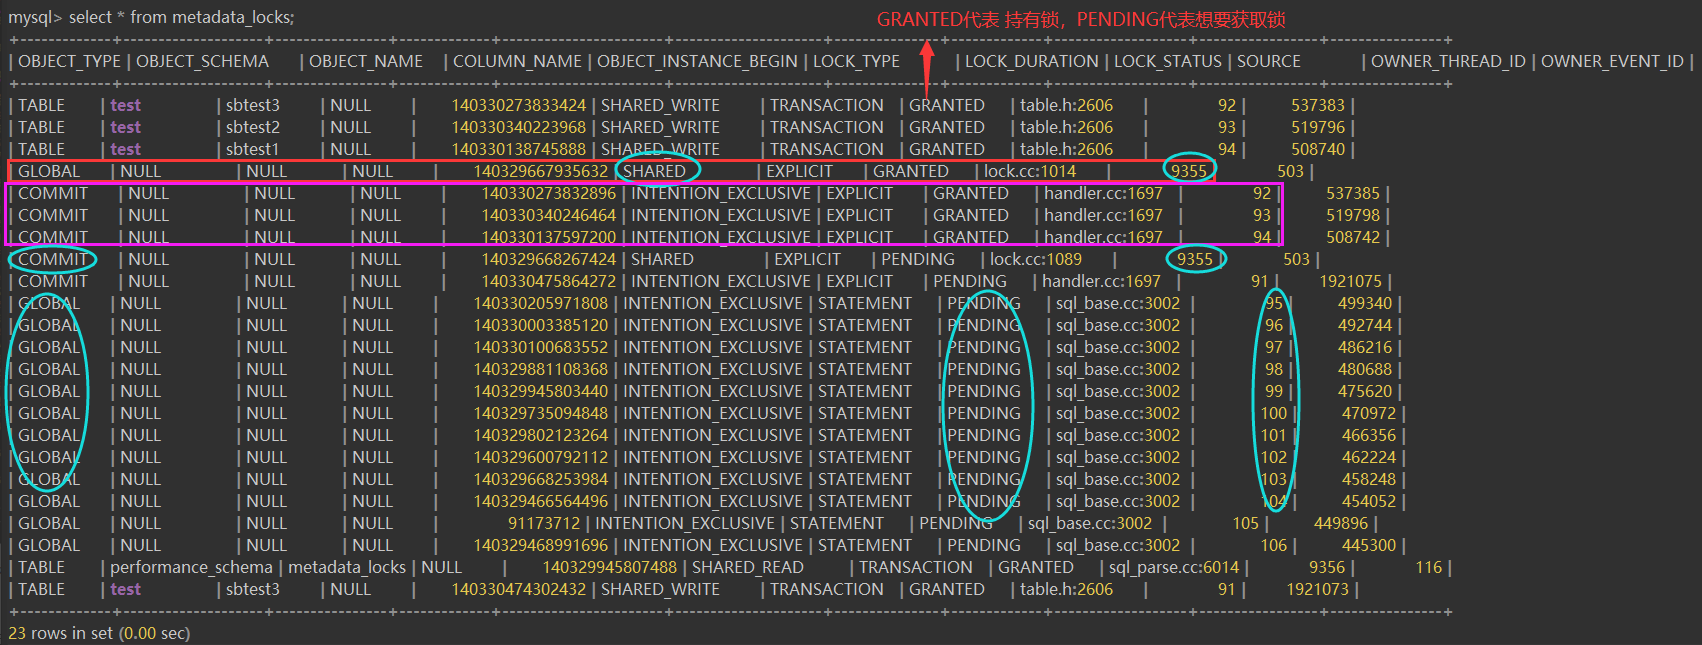 mysql> select * from metadata_locks;
GRANTED代表 持有锁，PENDING代表想要获取锁
| OBJECT_TYPE | OBJECT_SCHEMA | OBJECT_NAME | COLUMN_NAME | OBJECT_INSTANCE_BEGIN | LOCK_TYPE | LOCK_DURATION | LOCK_STATUS | SOURCE | OWNER_THREAD_ID | OWNER_EVENT_ID |
| TABLE | test | sbtest3 | NULL | 140330273833424 | SHARED_WRITE | TRANSACTION | GRANTED | table.h:2606 | 92 | 537383 |
| TABLE | test | sbtest2 | NULL | 140330340223968 | SHARED_WRITE | TRANSACTION | GRANTED | table.h:2606 | 93 | 519796 |
| TABLE | test | sbtest1 | NULL | 140330138745888 | SHARED_WRITE | TRANSACTION | GRANTED | table.h:2606 | 94 | 508740 |
| GLOBAL | NULL | NULL | NULL | 140329667935632 | SHARED | EXPLICIT | GRANTED | lock.cc:1014 | 9355 | 503 |
| COMMIT | NULL | NULL | NULL | 140330273832896 | INTENTION_EXCLUSIVE | EXPLICIT | GRANTED | handler.cc:1697 | 92 | 537385 |
| COMMIT | NULL | NULL | NULL | 140330340246464 | INTENTION_EXCLUSIVE | EXPLICIT | GRANTED | handler.cc:1697 | 93 | 519798 |
| COMMIT | NULL | NULL | NULL | 140330137597200 | INTENTION_EXCLUSIVE | EXPLICIT | GRANTED | handler.cc:1697 | 94 | 508742 |
| COMMIT | NULL | NULL | NULL | 140329668267424 | SHARED | EXPLICIT | PENDING | lock.cc:1089 | 9355 | 503 |
| COMMIT | NULL | NULL | NULL | 140330475864272 | INTENTION_EXCLUSIVE | EXPLICIT | PENDING | handler.cc:1697 | 91 | 1921075 |
| GLOBAL | NULL | NULL | NULL | 140330205971808 | INTENTION_EXCLUSIVE | STATEMENT | PENDING | sql_base.cc:3002 | 95 | 499340 |
| GLOBAL | NULL | NULL | NULL | 140330003385120 | INTENTION_EXCLUSIVE | STATEMENT | PENDING | sql_base.cc:3002 | 96 | 492744 |
| GLOBAL | NULL | NULL | NULL | 140330100683552 | INTENTION_EXCLUSIVE | STATEMENT | PENDING | sql_base.cc:3002 | 97 | 486216 |
| GLOBAL | NULL | NULL | NULL | 140329881108368 | INTENTION_EXCLUSIVE | STATEMENT | PENDING | sql_base.cc:3002 | 98 | 480688 |
| GLOBAL | NULL | NULL | NULL | 140329945803440 | INTENTION_EXCLUSIVE | STATEMENT | PENDING | sql_base.cc:3002 | 99 | 475620 |
| GLOBAL | NULL | NULL | NULL | 140329735094848 | INTENTION_EXCLUSIVE | STATEMENT | PENDING | sql_base.cc:3002 | 100 | 470972 |
| GLOBAL | NULL | NULL | NULL | 140329802123264 | INTENTION_EXCLUSIVE | STATEMENT | PENDING | sql_base.cc:3002 | 101 | 466356 |
| GLOBAL | NULL | NULL | NULL | 140329600792112 | INTENTION_EXCLUSIVE | STATEMENT | PENDING | sql_base.cc:3002 | 102 | 462224 |
| GLOBAL | NULL | NULL | NULL | 140329668253984 | INTENTION_EXCLUSIVE | STATEMENT | PENDING | sql_base.cc:3002 | 103 | 458248 |
| GLOBAL | NULL | NULL | NULL | 140329466564496 | INTENTION_EXCLUSIVE | STATEMENT | PENDING | sql_base.cc:3002 | 104 | 454052 |
| GLOBAL | NULL | NULL | NULL | 91173712 | INTENTION_EXCLUSIVE | STATEMENT | PENDING | sql_base.cc:3002 | 105 | 449896 |
| GLOBAL | NULL | NULL | NULL | 140329468991696 | INTENTION_EXCLUSIVE | STATEMENT | PENDING | sql_base.cc:3002 | 106 | 445300 |
| TABLE | performance_schema | metadata_locks | NULL | 140329945807488 | SHARED_READ | TRANSACTION | GRANTED | sql_parse.cc:6014 | 9356 | 116 |
| TABLE | test | sbtest3 | NULL | 140330474302432 | SHARED_WRITE | TRANSACTION | GRANTED | table.h:2606 | 91 | 1921073 |
23 rows in set (0.00 sec)